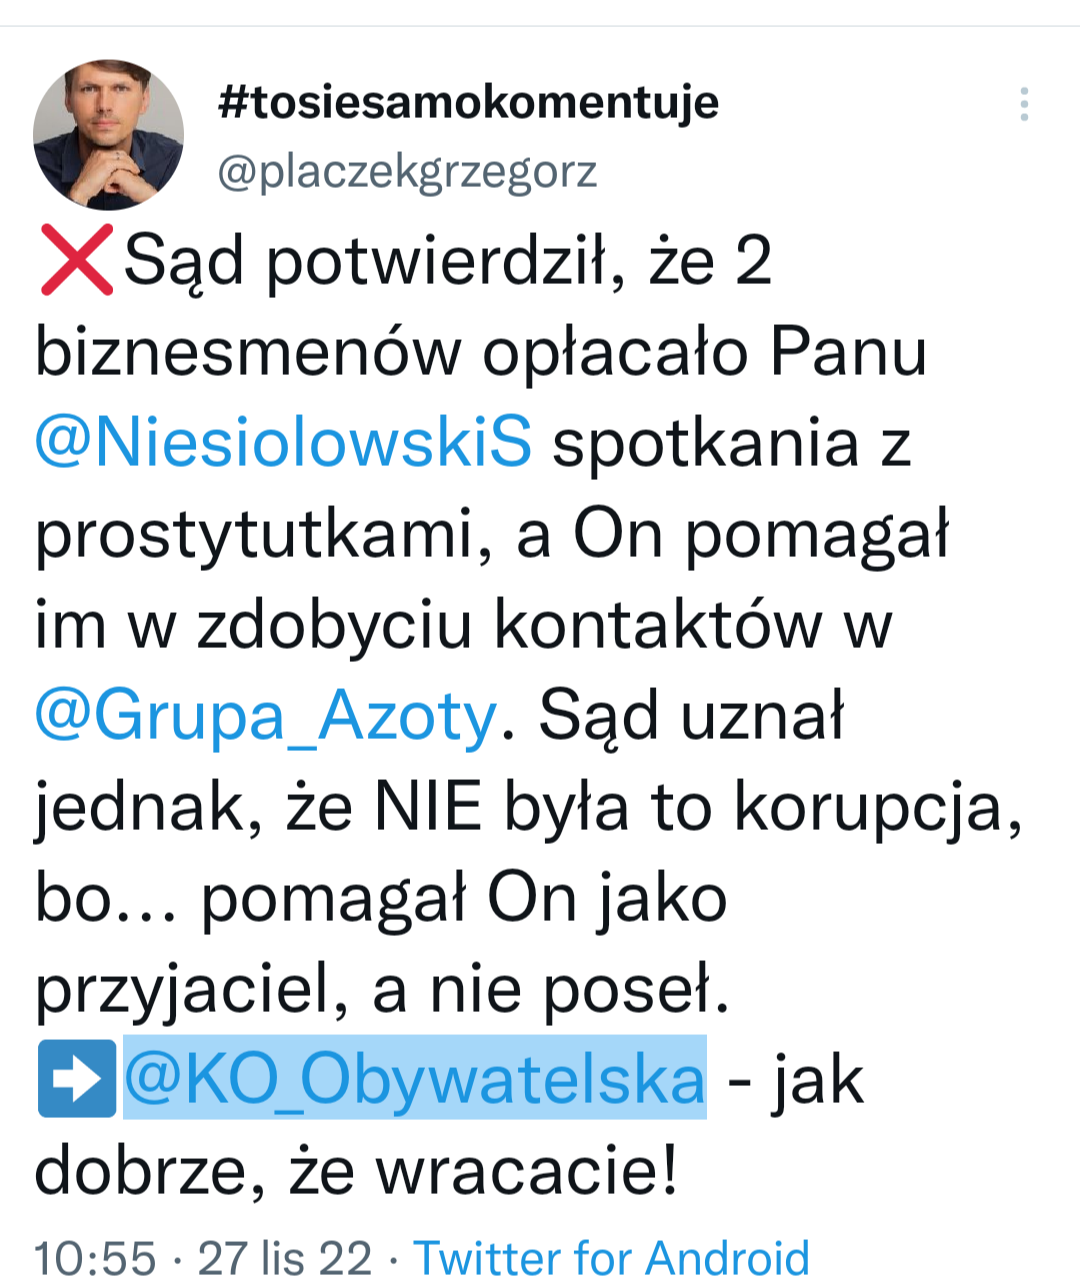 #tosiesamokomentuje
@placzekgrzegorz
❌Sąd potwierdził, że 2
biznesmenów opłacało Panu
@NiesiolowskiS spotkania z
prostytutkami, a On pomagał
im w zdobyciu kontaktów w
@Grupa_Azoty. Sąd uznał
jednak, że NIE była to korupcja,
bo... pomagał On jako
przyjaciel, a nie poseł.
➡@KO_Obywatelska - jak
dobrze, że wracacie!
10:55 · 27 lis 22 · Twitter for Android